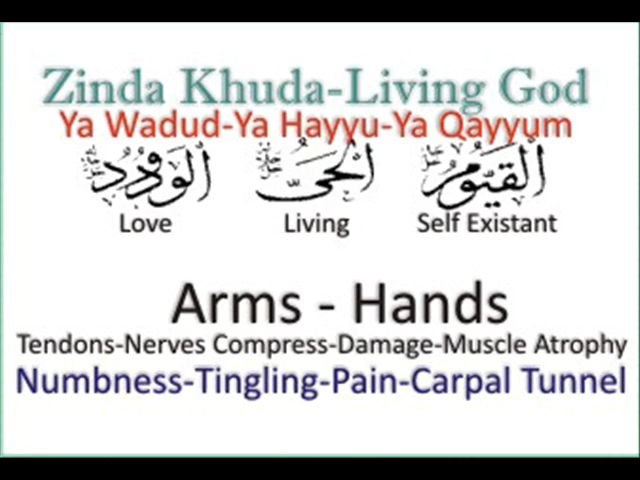 Zinda Khuda-Living God
Ya Wadud-Ya Hayyu-Ya Qayyum
الودود الحي القيوم
Love Living Self Existant
Arms - Hands
Tendons-Nerves Compress-Damage-Muscle Atrophy
Numbness-Tingling-Pain-Carpal Tunnel